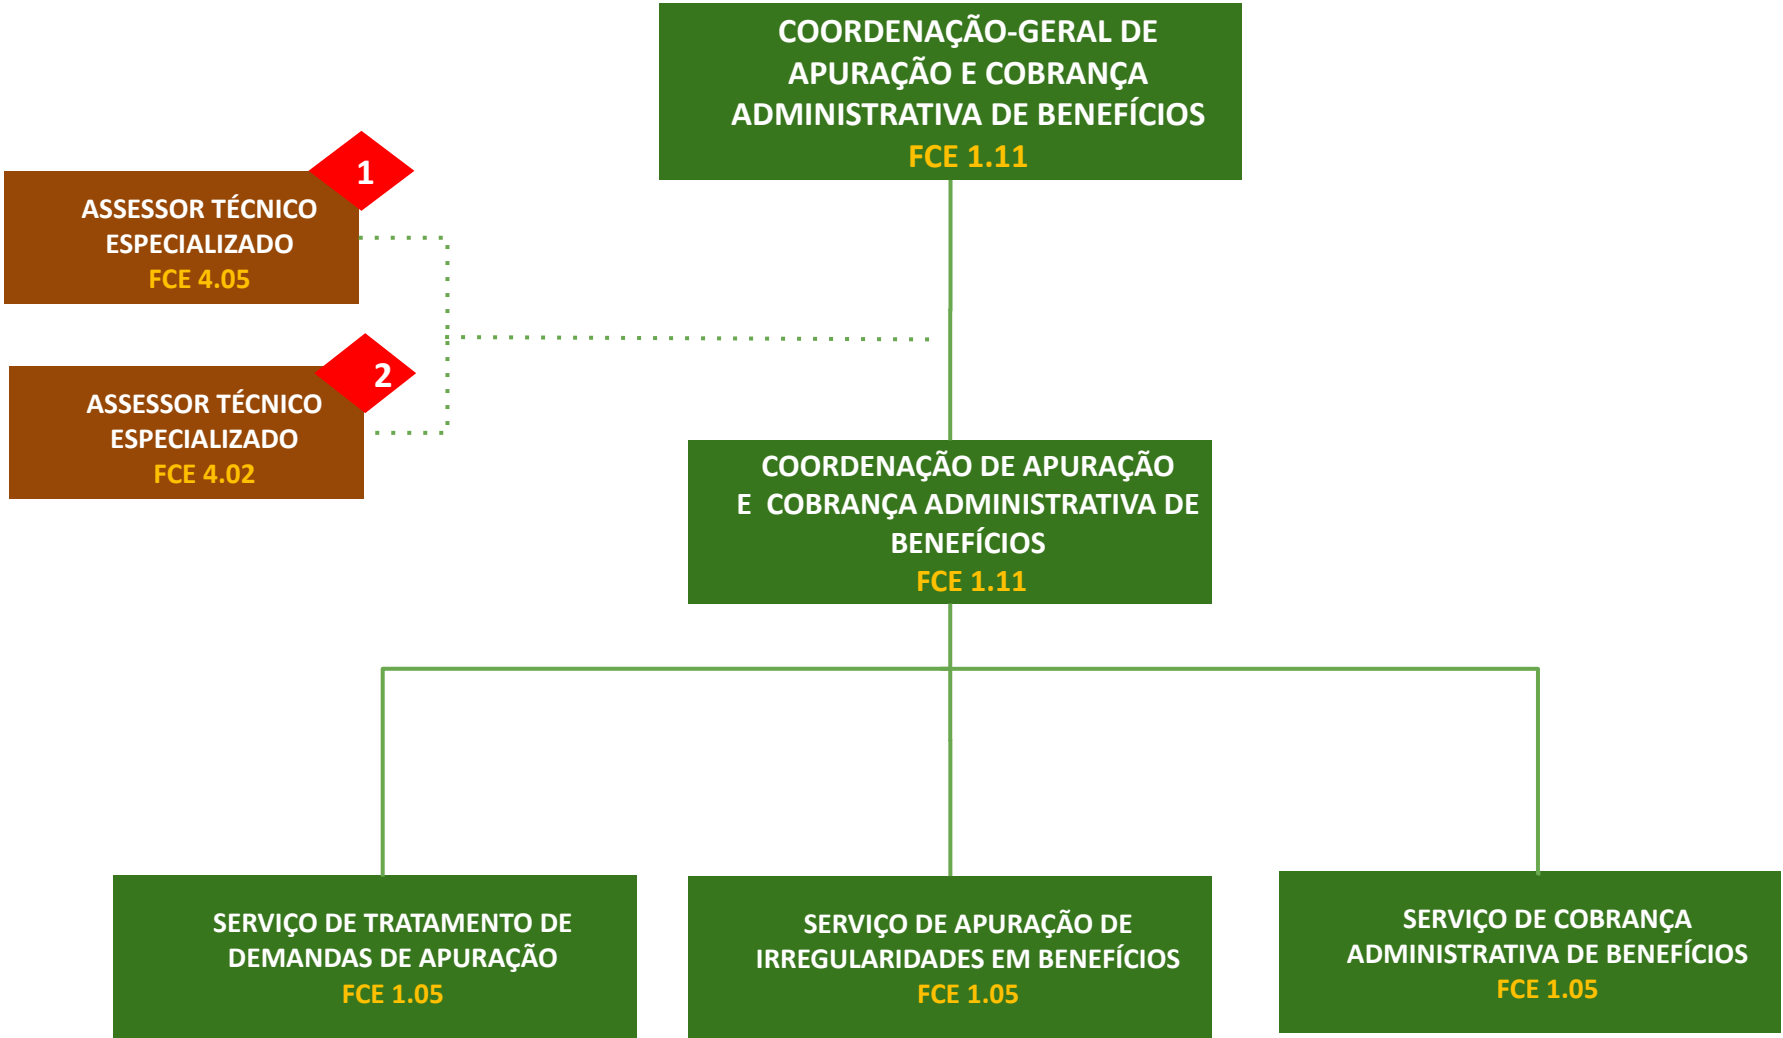 COORDENAÇÃO-GERAL DE
APURAÇÃO E COBRANÇA
ADMINISTRATIVA DE BENEFÍCIOS
FCE 1.11
1
ASSESSOR TÉCNICO
ESPECIALIZADO
FCE 4.05
2
ASSESSOR TÉCNICO
ESPECIALIZADO
FCE 4.02
COORDENAÇÃO DE APURAÇÃO
E COBRANÇA ADMINISTRATIVA DE
BENEFÍCIOS
FCE 1.11
SERVIÇO DE TRATAMENTO DE
DEMANDAS DE APURAÇÃO
FCE 1.05
SERVIÇO DE APURAÇÃO DE
IRREGULARIDADES EM BENEFÍCIOS
FCE 1.05
SERVIÇO DE COBRANÇA
ADMINISTRATIVA DE BENEFÍCIOS
FCE 1.05